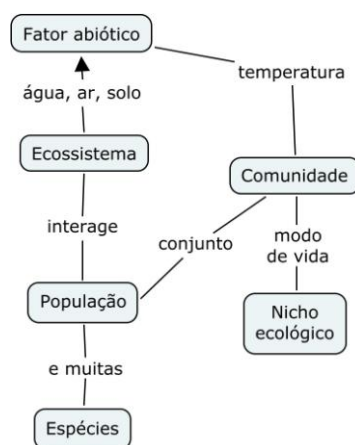 Fator abiótico
temperatura
água, ar, solo
Ecossistema
Comunidade
interage
conjunto
modo
de vida
População
Nicho
ecológico
e muitas
Espécies